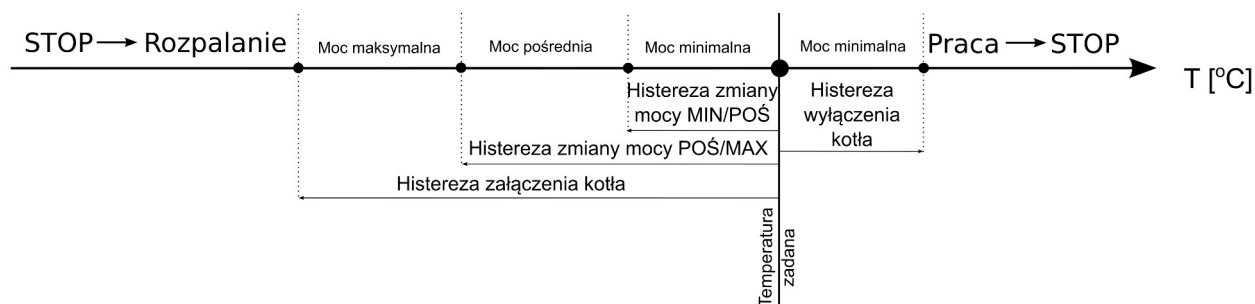 STOP → Rozpalanie
Moc maksymalna
Moc pośrednia
Moc minimalna
Moc minimalna
Praca → STOP
T [°C]
Histereza zmiany
mocy MIN/POŚ
Histereza
wyłączenia
kotła
Histereza zmiany mocy POŚ/MAX
Histereza załączenia kotła
Temperatura
zadana